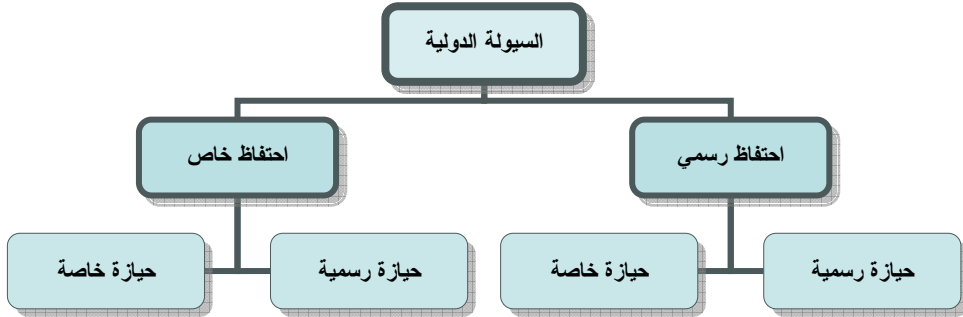 السيولة الدولية
احتفاظ رسمي
احتفاظ خاص
حيازة رسمية
حيازة خاصة
حيازة رسمية
حيازة خاصة